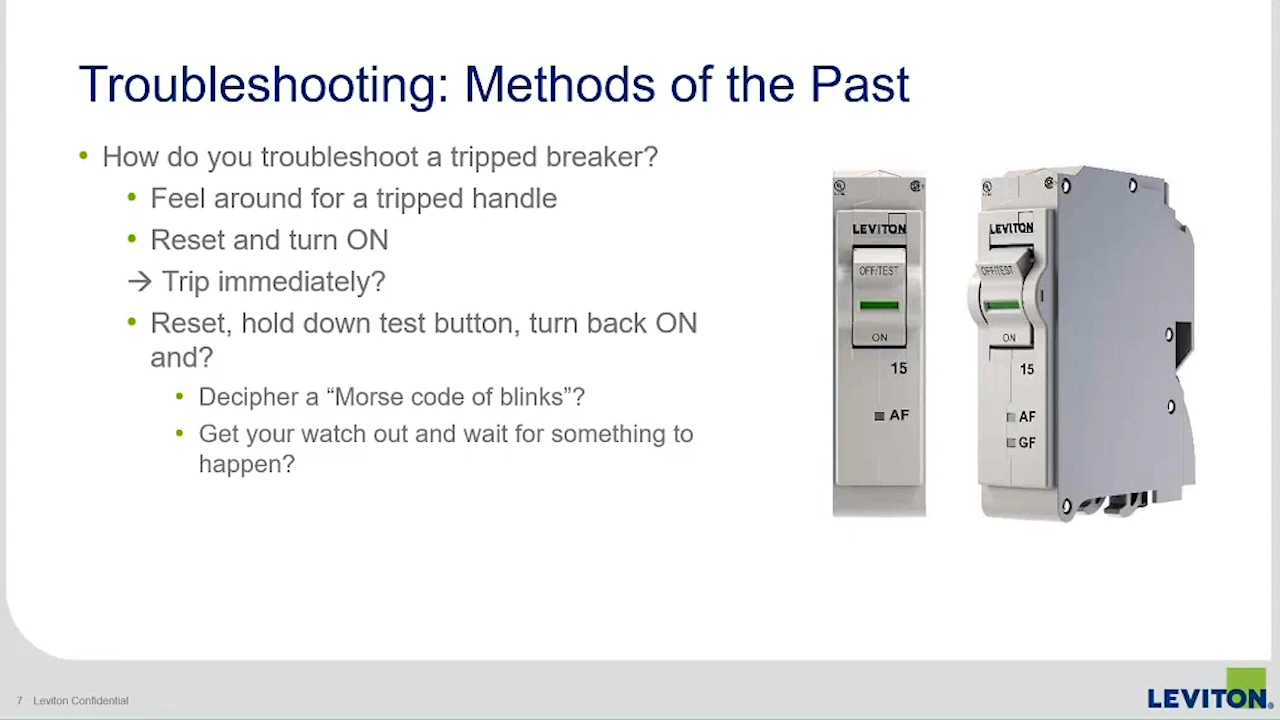 Troubleshooting: Methods of the Past
• How do you troubleshoot a tripped breaker?
• Feel around for a tripped handle
• Reset and turn ON
→ Trip immediately?
• Reset, hold down test button, turn back ON
and?
• Decipher a “Morse code of blinks”?
• Get your watch out and wait for something to
happen?
LEVITON
OFF/TEST
ON
15
AF
LEVITON
OFF/TEST
ON
15
AF
GF
7 Leviton Confidential
LEVITON®